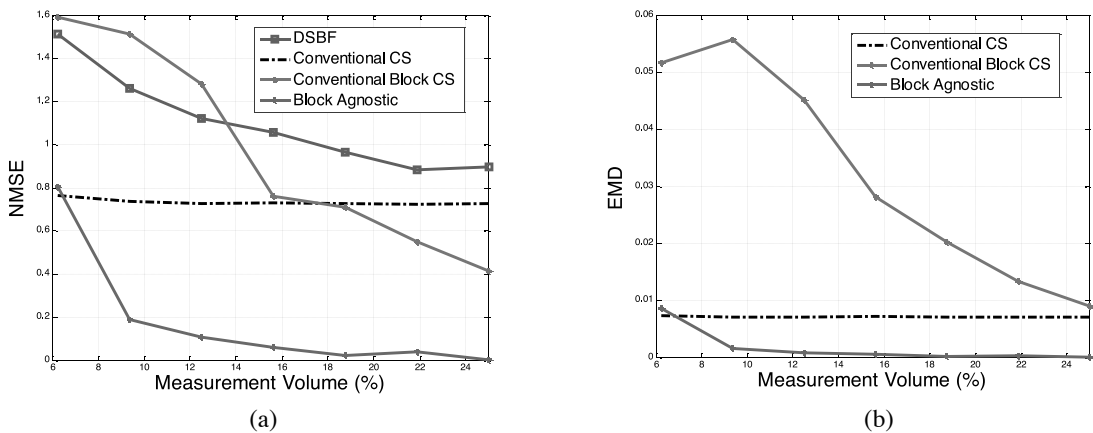 1.6
1.4
1.2
1
0.8
0.6
0.4
0.2
0
NMSE
DSBF
Conventional CS
Conventional Block CS
Block Agnostic
6 8 10 12 14 16 18 20 22 24
Measurement Volume (%)
(a)
0.06
0.05
0.04
0.03
0.02
0.01
0
EMD
Conventional CS
Conventional Block CS
Block Agnostic
6 8 10 12 14 16 18 20 22 24
Measurement Volume (%)
(b)